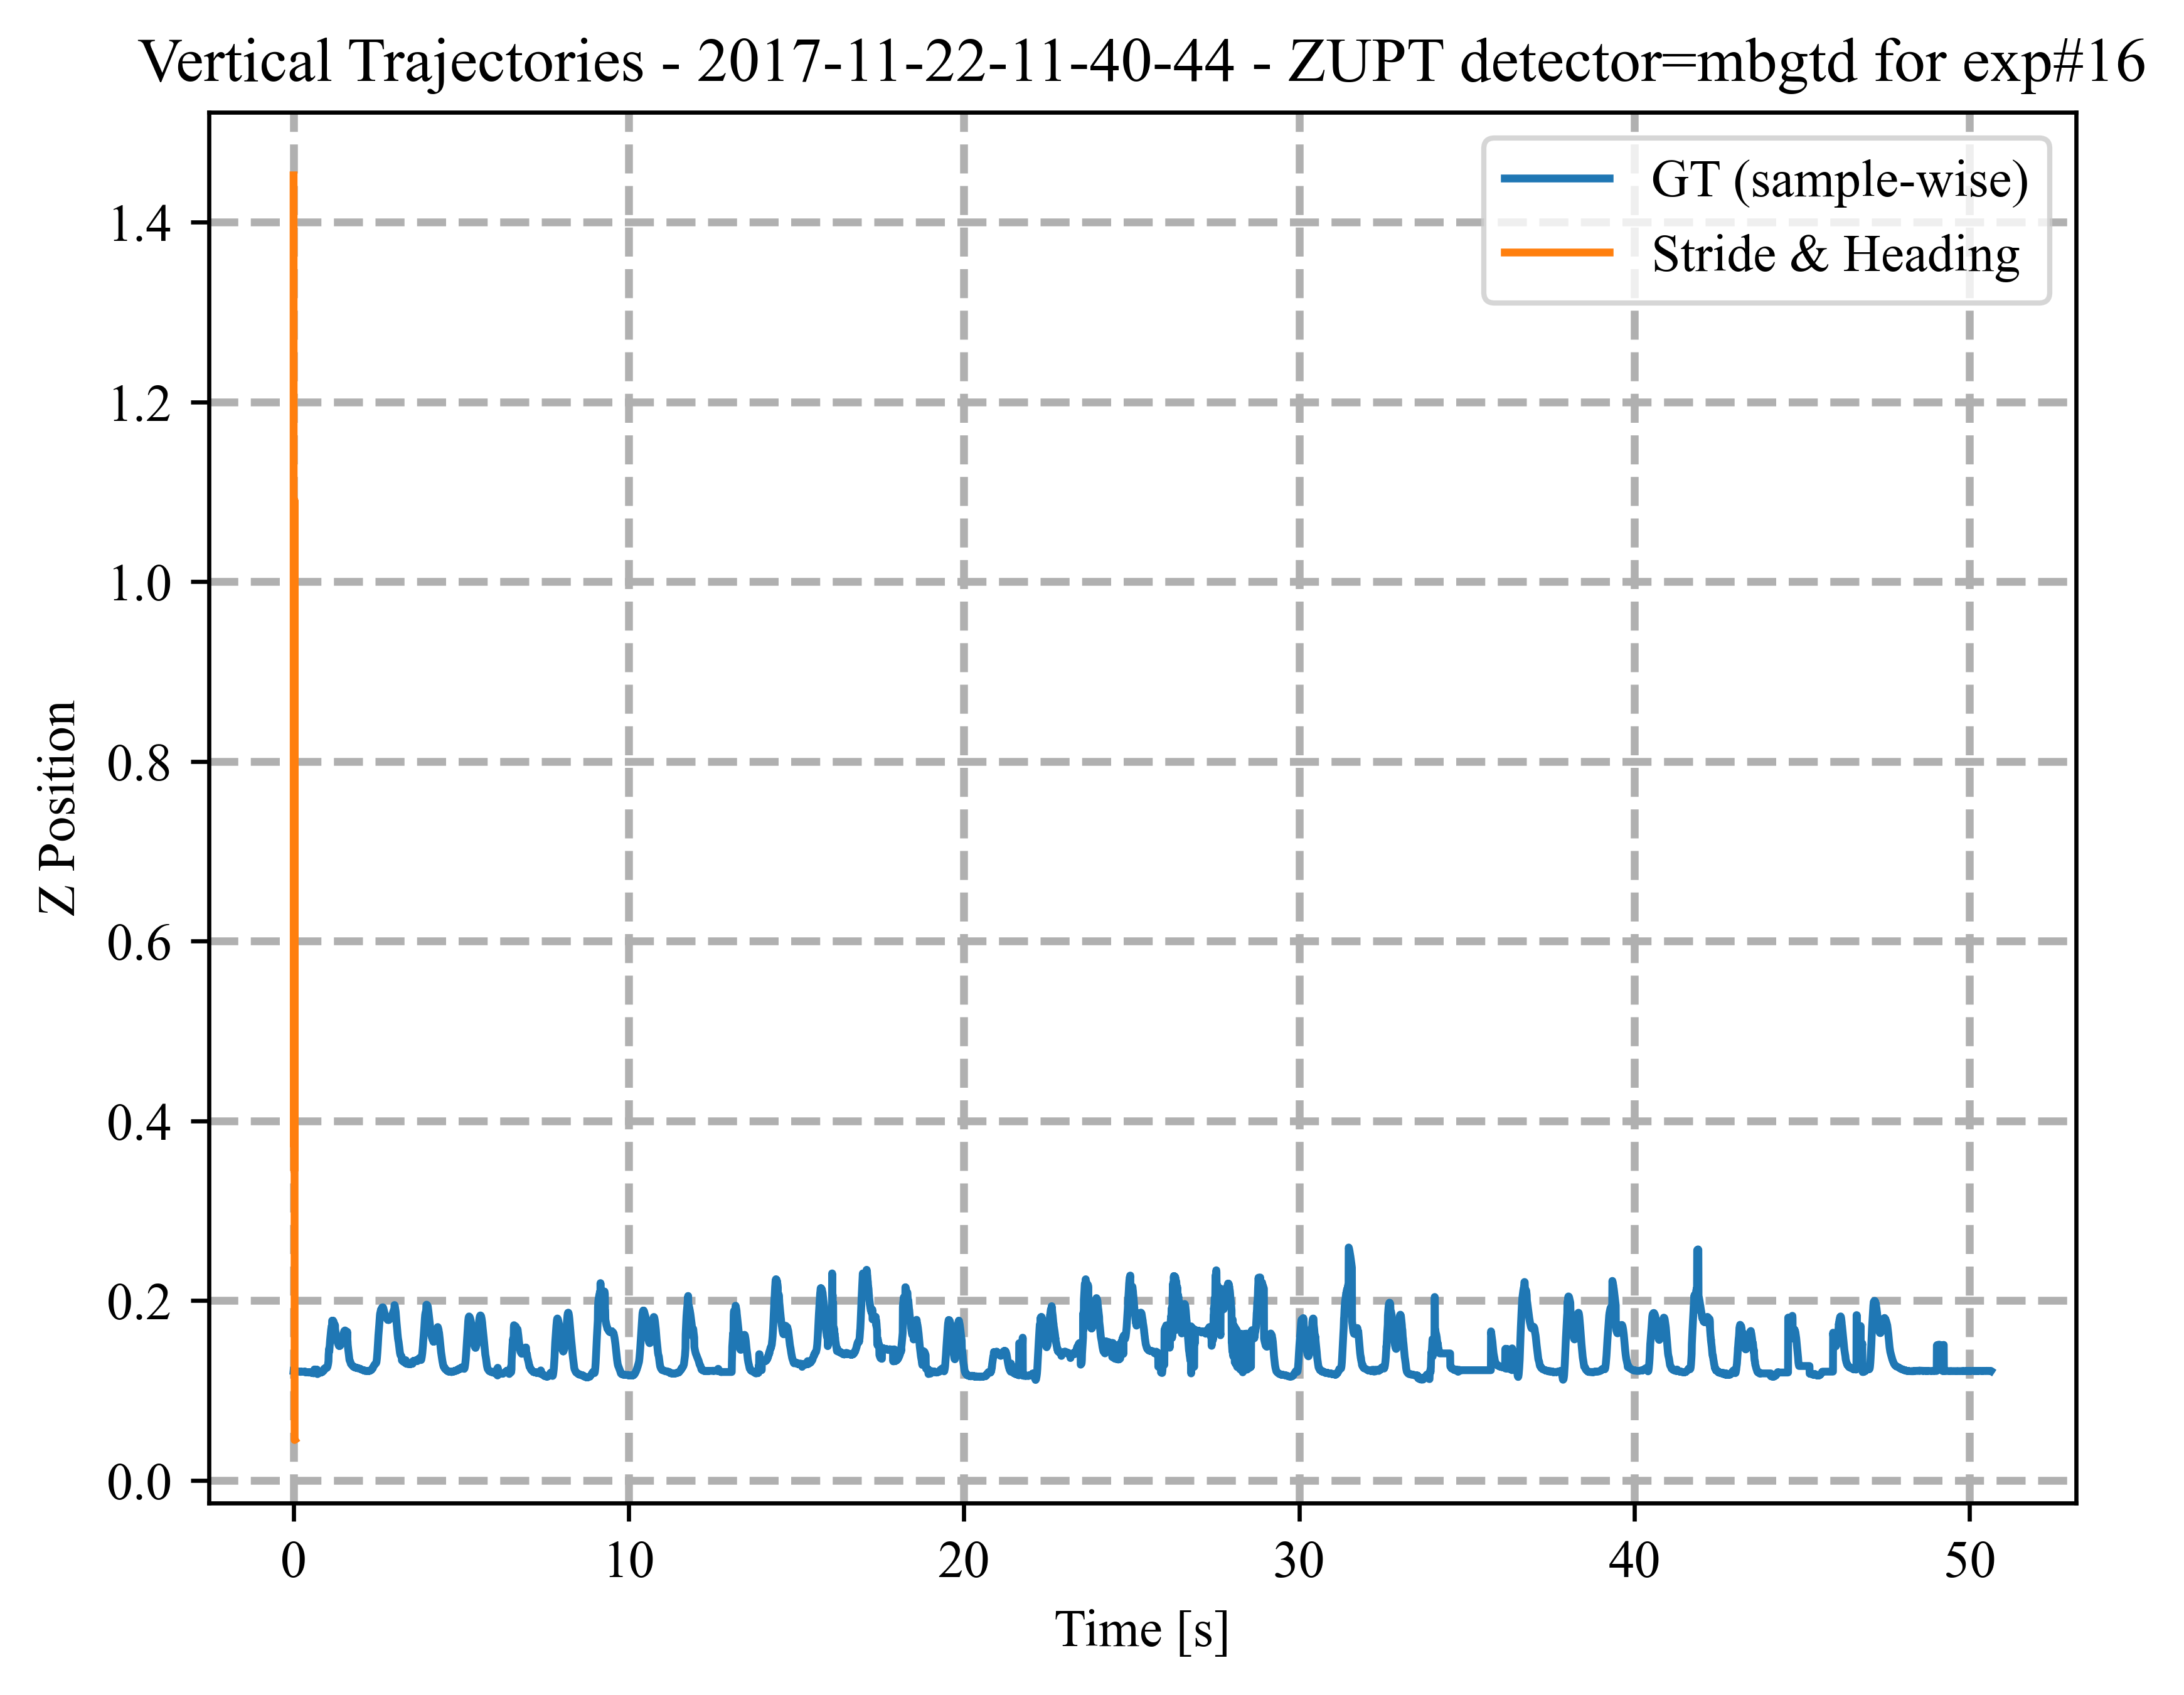 Vertical Trajectories - 2017-11-22-11-40-44 - ZUPT detector=mbgtd for exp#16
GT (sample-wise)
Stride & Heading
1.4
1.2
1.0
0.8
0.6
0.4
0.2
0.0
Z Position
0 10 20 30 40 50
Time [s]